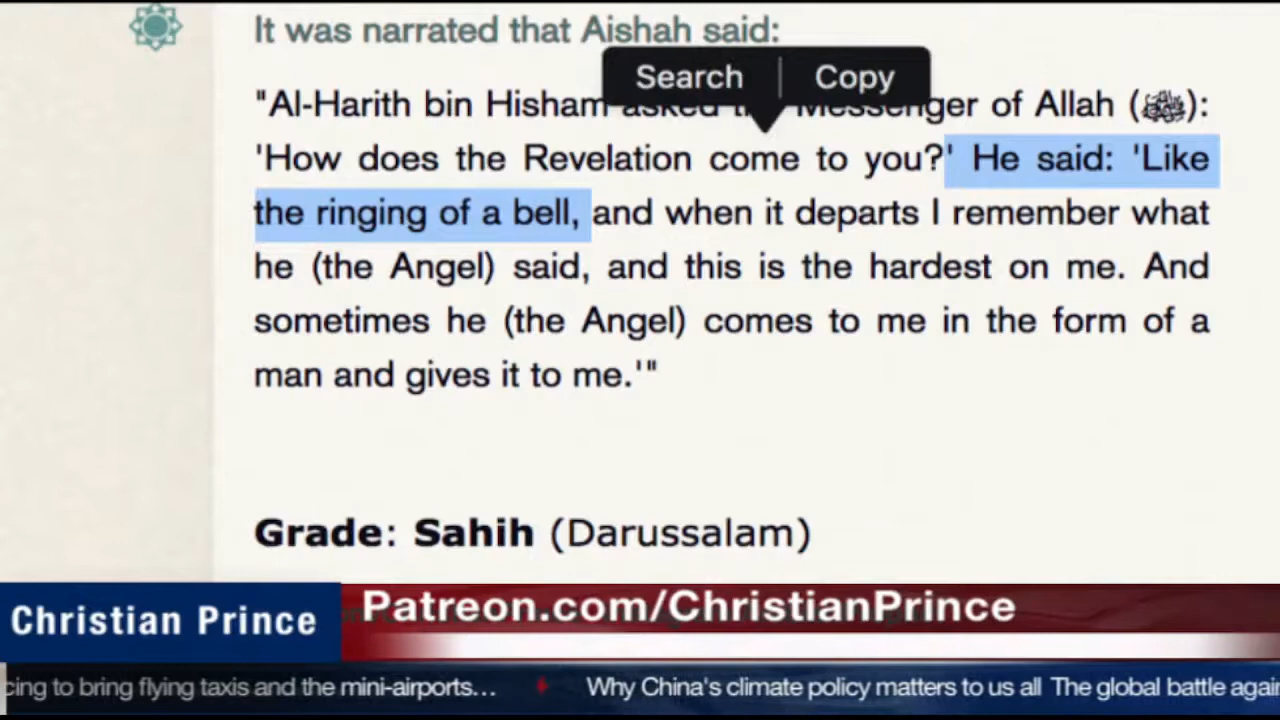 It was narrated that Aishah said:
Search Copy
"Al-Harith bin Hisham asked the Messenger of Allah (ﷺ):
'How does the Revelation come to you?' He said: 'Like
the ringing of a bell, and when it departs I remember what
he (the Angel) said, and this is the hardest on me. And
sometimes he (the Angel) comes to me in the form of a
man and gives it to me.'"
Grade: Sahih (Darussalam)
Christian Prince
Patreon.com/ChristianPrince
to bring flying taxis and the mini-airports... Why China's climate policy matters to us all The global battle